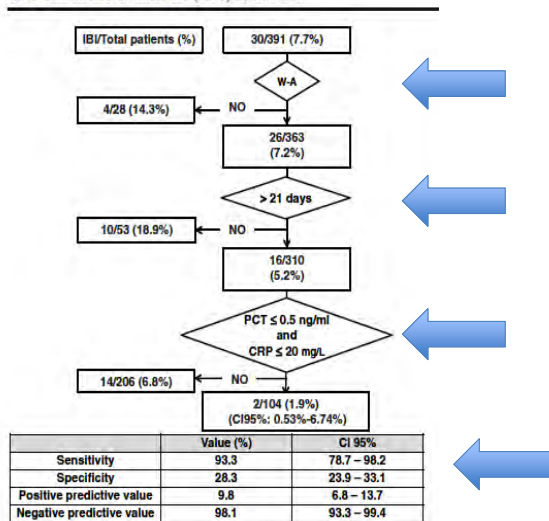 IBI/Total patients (%)
30/391 (7.7%)
W-A
4/28 (14.3%)
NO
26/363
(7.2%)
> 21 days
10/53 (18.9%)
NO
16/310
(5.2%)
PCT ≤ 0.5 ng/ml
and
CRP ≤ 20 mg/L
14/206 (6.8%)
NO
2/104 (1.9%)
(CI95%: 0.53%-6.74%)
Value (%) CI 95%
Sensitivity 93.3 78.7 – 98.2
Specificity 28.3 23.9 – 33.1
Positive predictive value 9.8 6.8 – 13.7
Negative predictive value 98.1 93.3 – 99.4